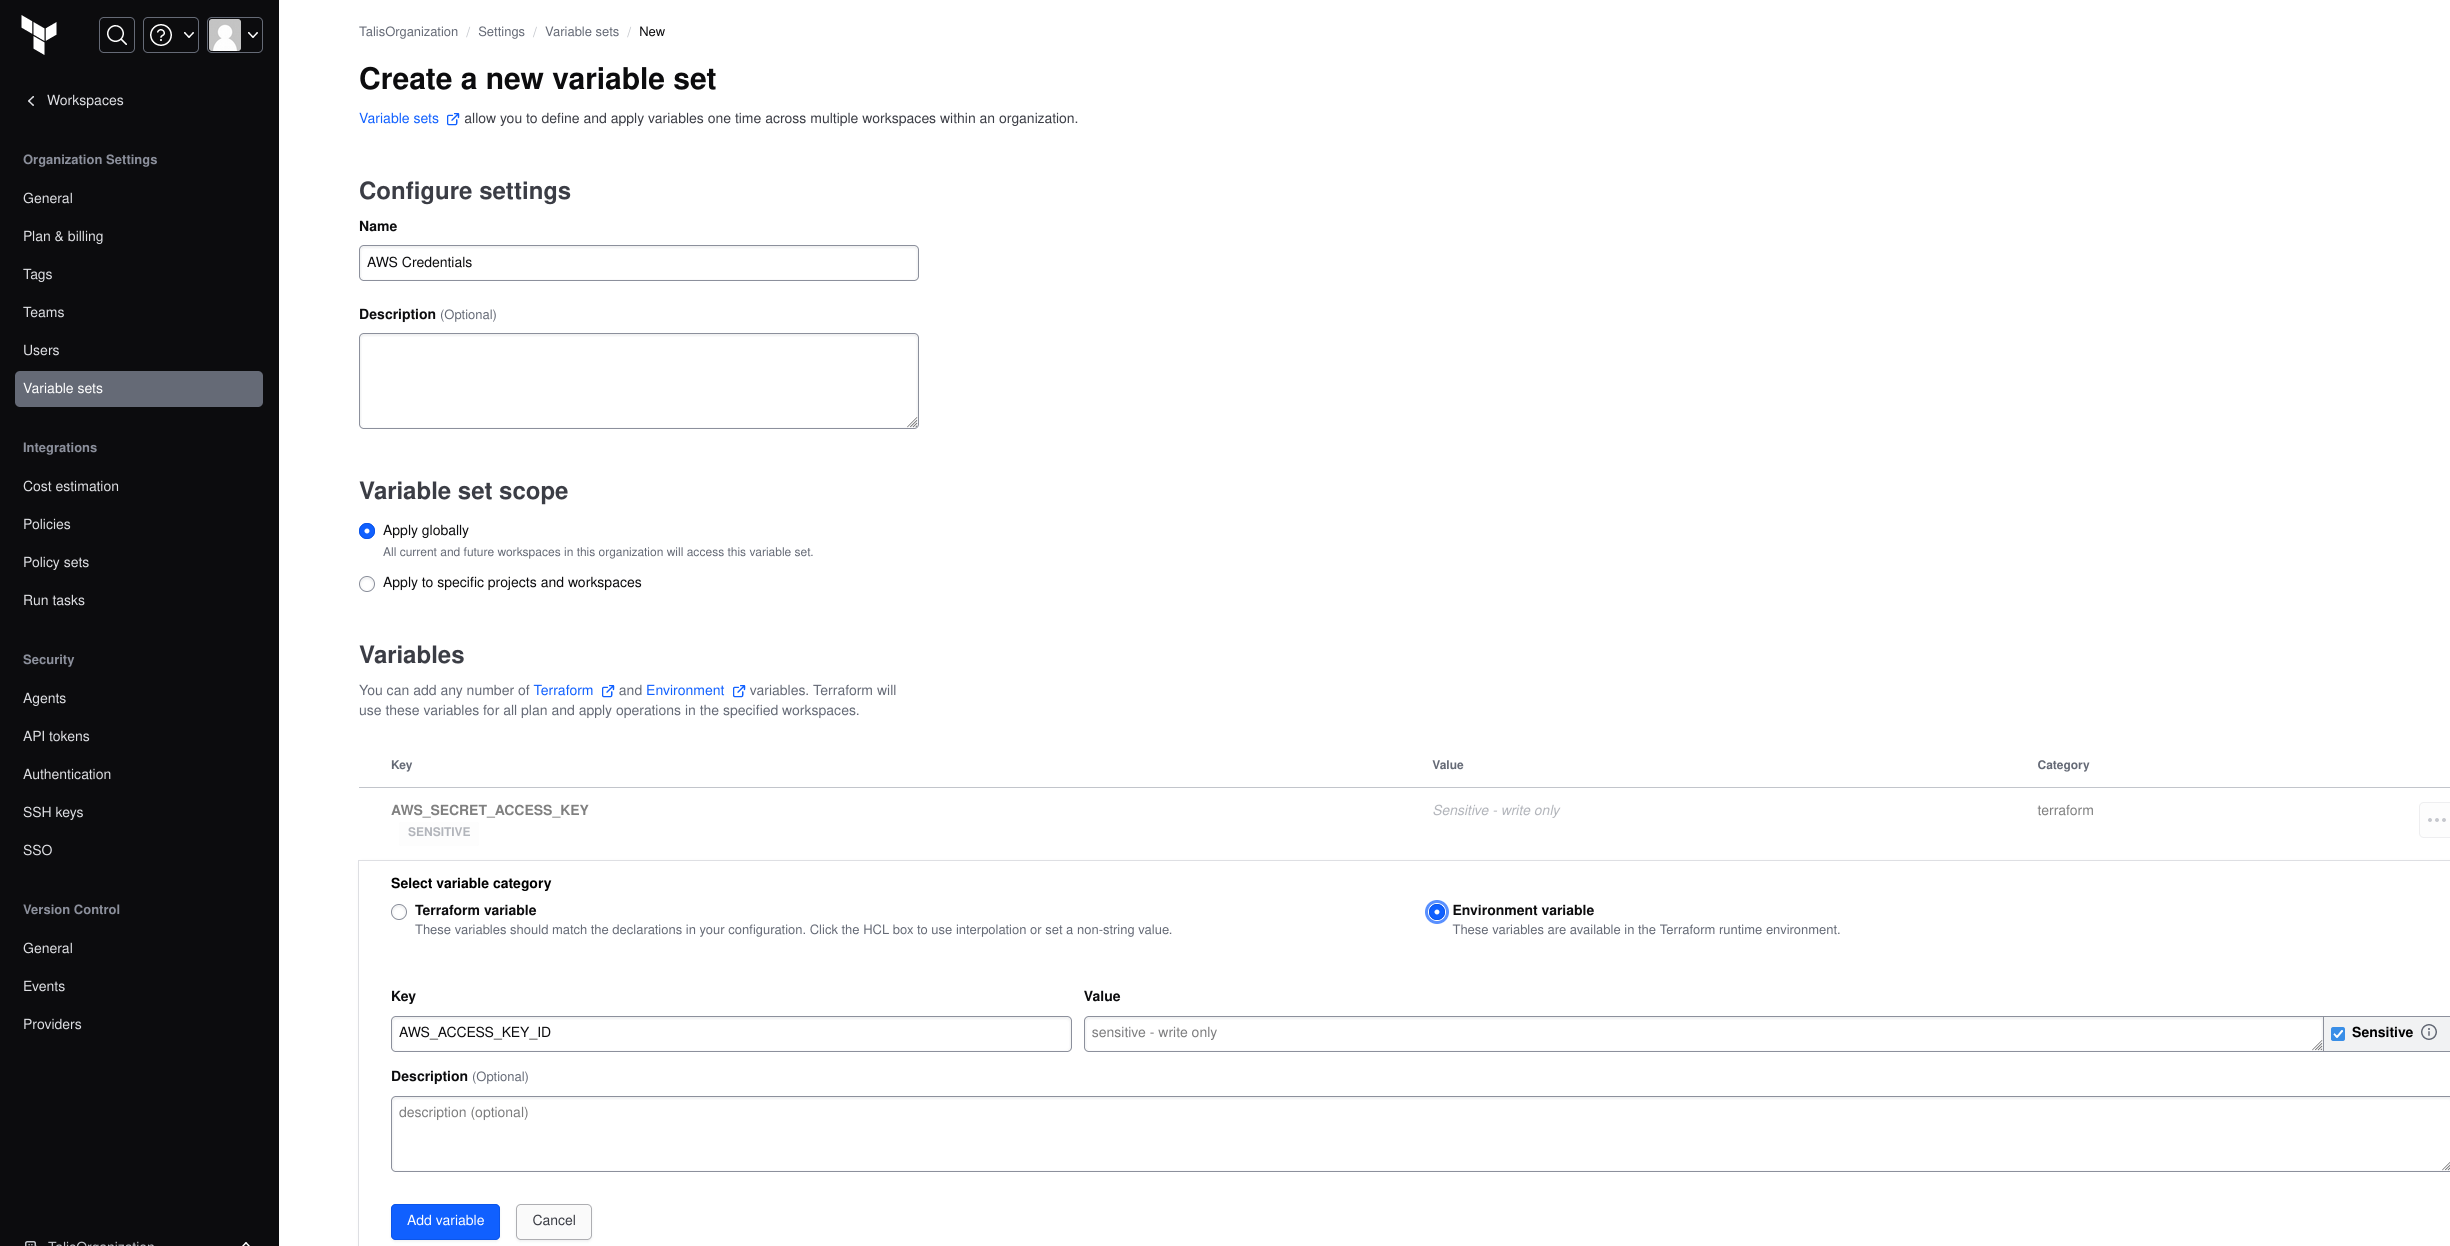 Workspaces
Organization Settings
General
Plan & billing
Tags
Teams
Users
Variable sets
Integrations
Cost estimation
Policies
Policy sets
Run tasks
Security
Agents
API tokens
Authentication
SSH keys
SSO
Version Control
General
Events
Providers
TalisOrganization
TalisOrganization / Settings / Variable sets / New
Create a new variable set
Variable sets allow you to define and apply variables one time across multiple workspaces within an organization.
Configure settings
Name
AWS Credentials
Description (Optional)
Variable set scope
Apply globally
All current and future workspaces in this organization will access this variable set.
Apply to specific projects and workspaces
Variables
You can add any number of Terraform and Environment variables. Terraform will
use these variables for all plan and apply operations in the specified workspaces.
Key Value Category
AWS_SECRET_ACCESS_KEY Sensitive - write only terraform
SENSITIVE
Select variable category
Terraform variable
These variables should match the declarations in your configuration. Click the HCL box to use interpolation or set a non-string value.
Environment variable
These variables are available in the Terraform runtime environment.
Key Value
AWS_ACCESS_KEY_ID sensitive - write only Sensitive
Description (Optional)
description (optional)
Add variable Cancel